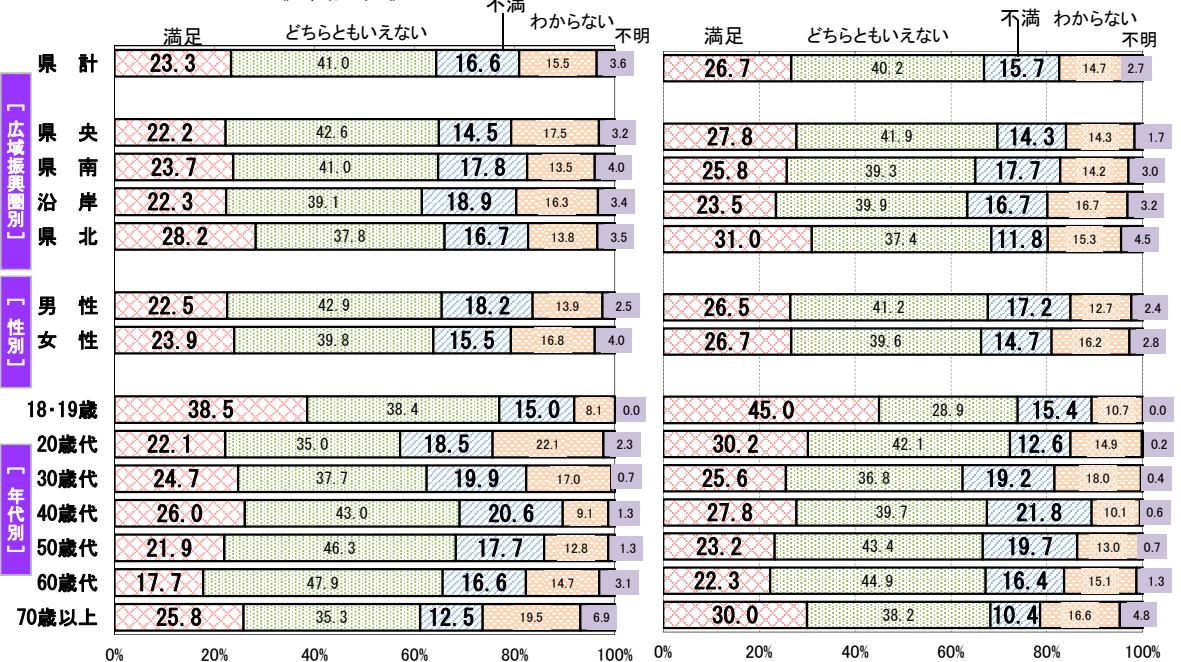 不満 わからない
満足 どちらともいえない 不明
不満 わからない
満足 どちらともいえない 不明
県 計 23.3 41.0 16.6 15.5 3.6 26.7 40.2 15.7 14.7 2.7
[広域振興圏別]
県 央 22.2 42.6 14.5 17.5 3.2 27.8 41.9 14.3 14.3 1.7
県 南 23.7 41.0 17.8 13.5 4.0 25.8 39.3 17.7 14.2 3.0
沿 岸 22.3 39.1 18.9 16.3 3.4 23.5 39.9 16.7 16.7 3.2
県 北 28.2 37.8 16.7 13.8 3.5 31.0 37.4 11.8 15.3 4.5
[性別]
男 性 22.5 42.9 18.2 13.9 2.5 26.5 41.2 17.2 12.7 2.4
女 性 23.9 39.8 15.5 16.8 4.0 26.7 39.6 14.7 16.2 2.8
18・19歳 38.5 38.4 15.0 8.1 0.0 45.0 28.9 15.4 10.7 0.0
[年代別]
20歳代 22.1 35.0 18.5 22.1 2.3 30.2 42.1 12.6 14.9 0.2
30歳代 24.7 37.7 19.9 17.0 0.7 25.6 36.8 19.2 18.0 0.4
40歳代 26.0 43.0 20.6 9.1 1.3 27.8 39.7 21.8 10.1 0.6
50歳代 21.9 46.3 17.7 12.8 1.3 23.2 43.4 19.7 13.0 0.7
60歳代 17.7 47.9 16.6 14.7 3.1 22.3 44.9 16.4 15.1 1.3
70歳以上 25.8 35.3 12.5 19.5 6.9 30.0 38.2 10.4 16.6 4.8
0% 20% 40% 60% 80% 100% 0% 20% 40% 60% 80% 100%